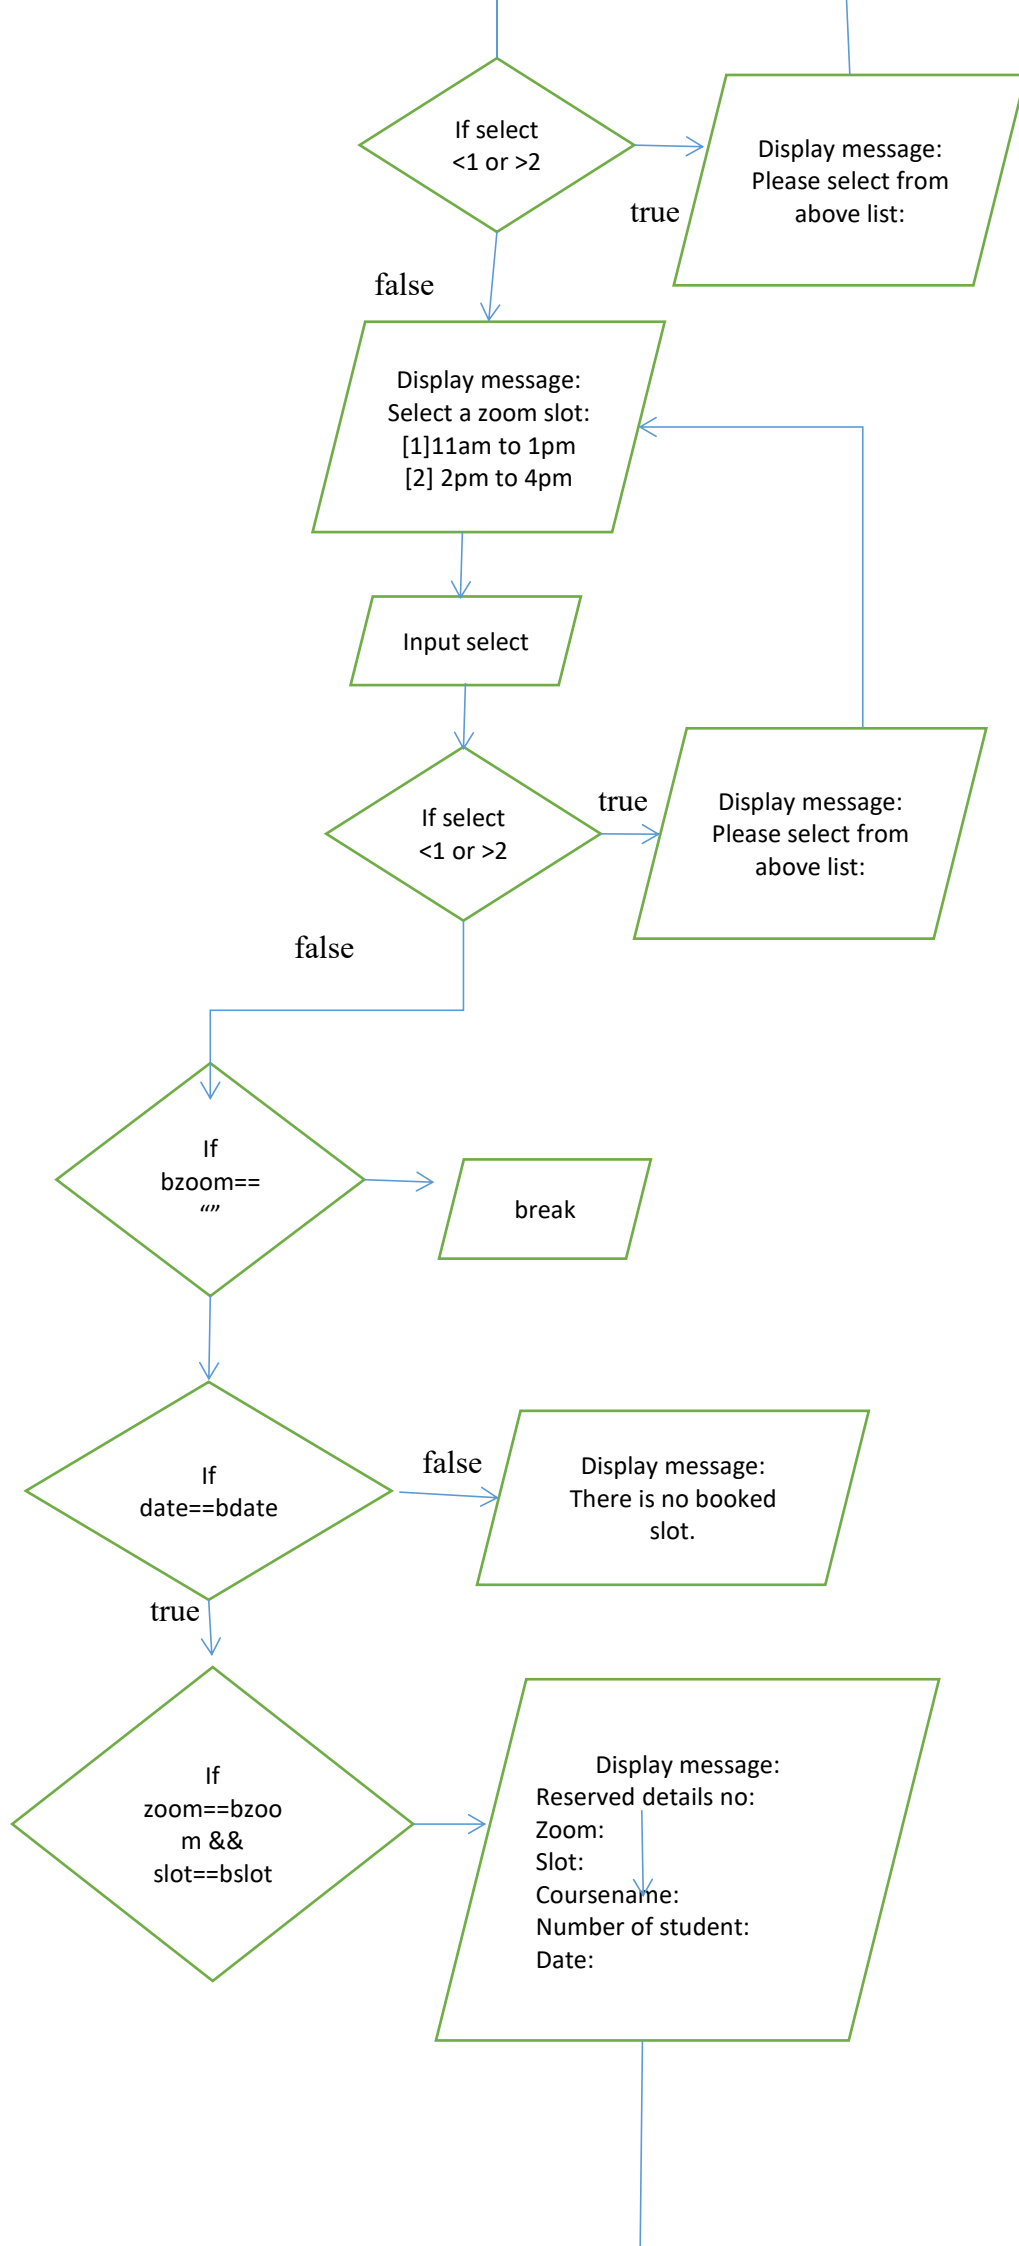 If select
<1 or >2
Display message:
Please select from
above list:
true
false
Display message:
Select a zoom slot:
[1]11am to 1pm
[2] 2pm to 4pm
Input select
If select
<1 or >2
true
Display message:
Please select from
above list:
false
If
bzoom==
“”
break
If
date==bdate
false
Display message:
There is no booked
slot.
true
If
zoom==bzoo
m &&
slot==bslot
Display message:
Reserved details no:
Zoom:
Slot:
Coursename:
Number of student:
Date: